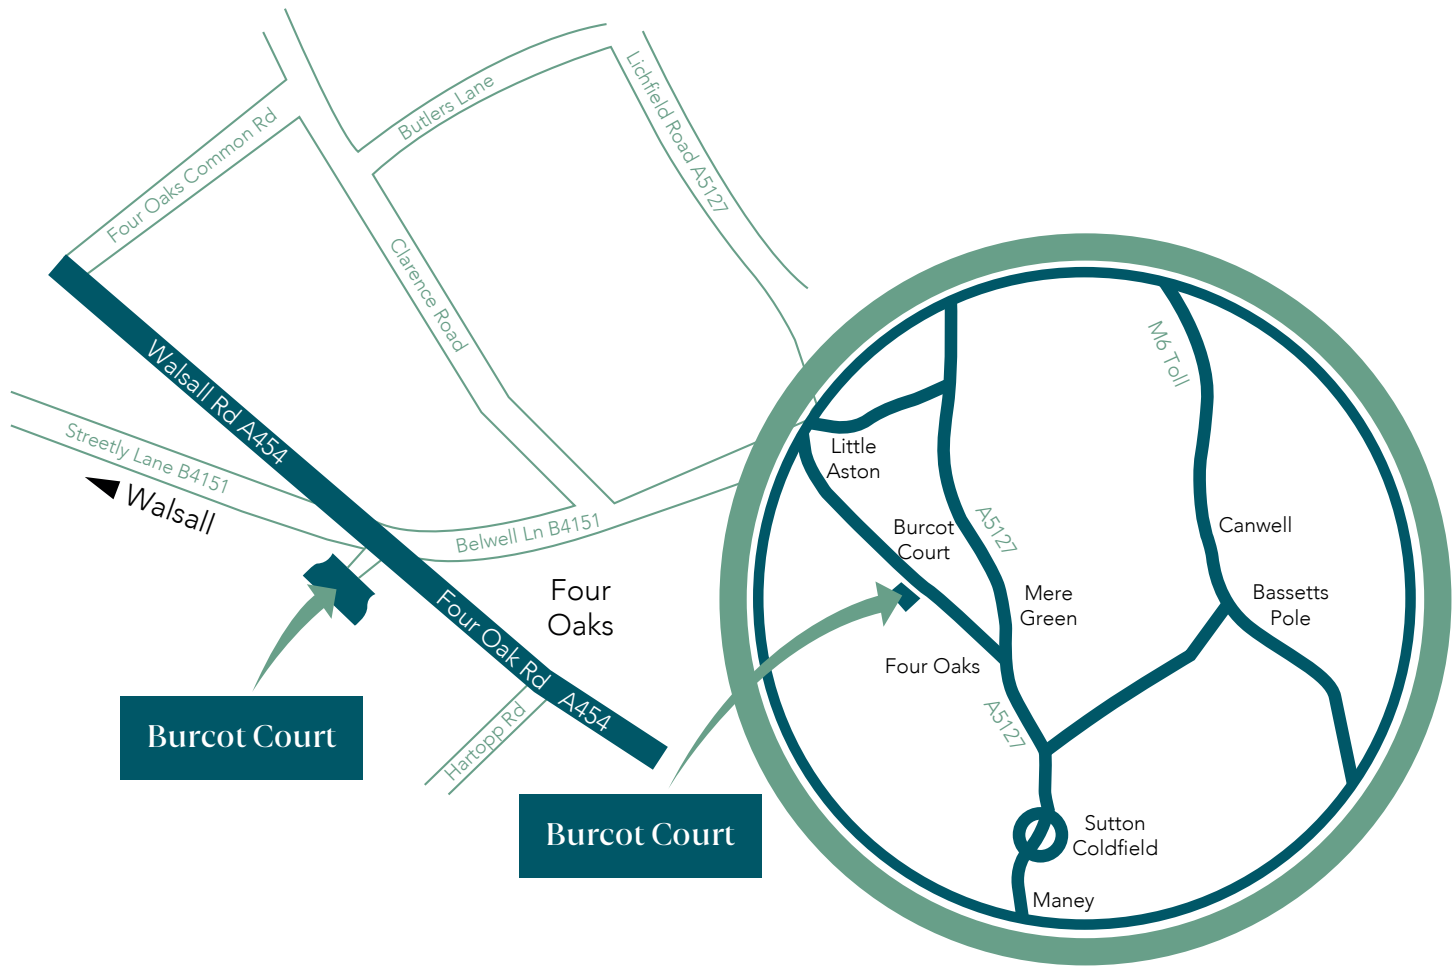 Butlers Lane
Lichfield Road A5127
Four Oaks Common Rd
Clarence Road
Walsall Rd A454
Streetly Lane B4151
Walsall
Belwell Ln B4151
Four
Oaks
Four Oak Rd A454
Hartopp Rd
Burcot Court
Burcot Court
M6 Toll
Little
Aston
A5127
Burcot
Court
Canwell
Mere
Green
Bassetts
Pole
Four Oaks
A5127
Sutton
Coldfield
Maney